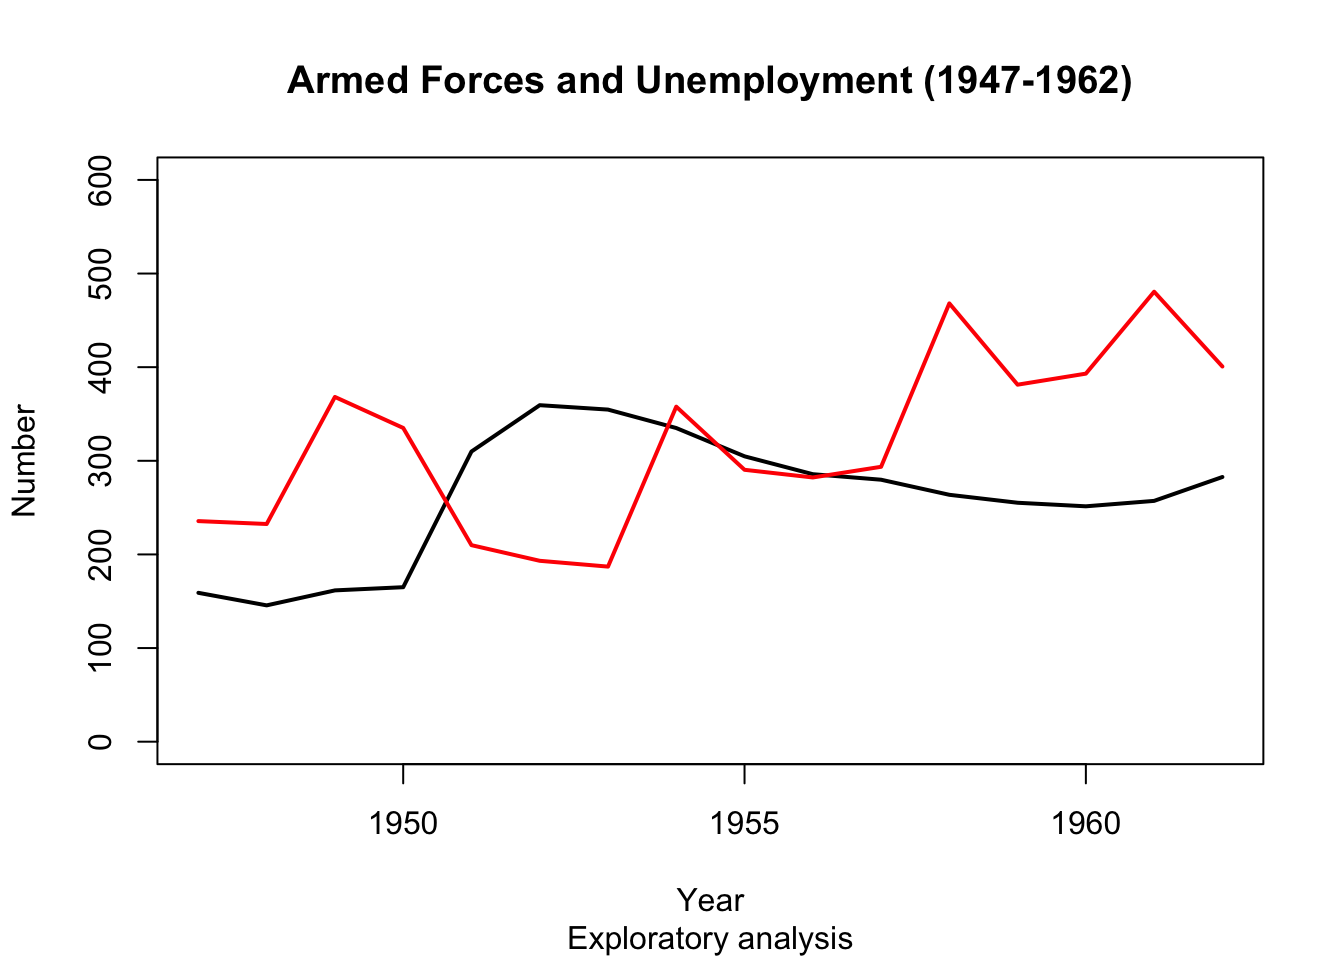 Armed Forces and Unemployment (1947-1962)
Number
600
500
400
300
200
100
0
1950 1955 1960
Year
Exploratory analysis